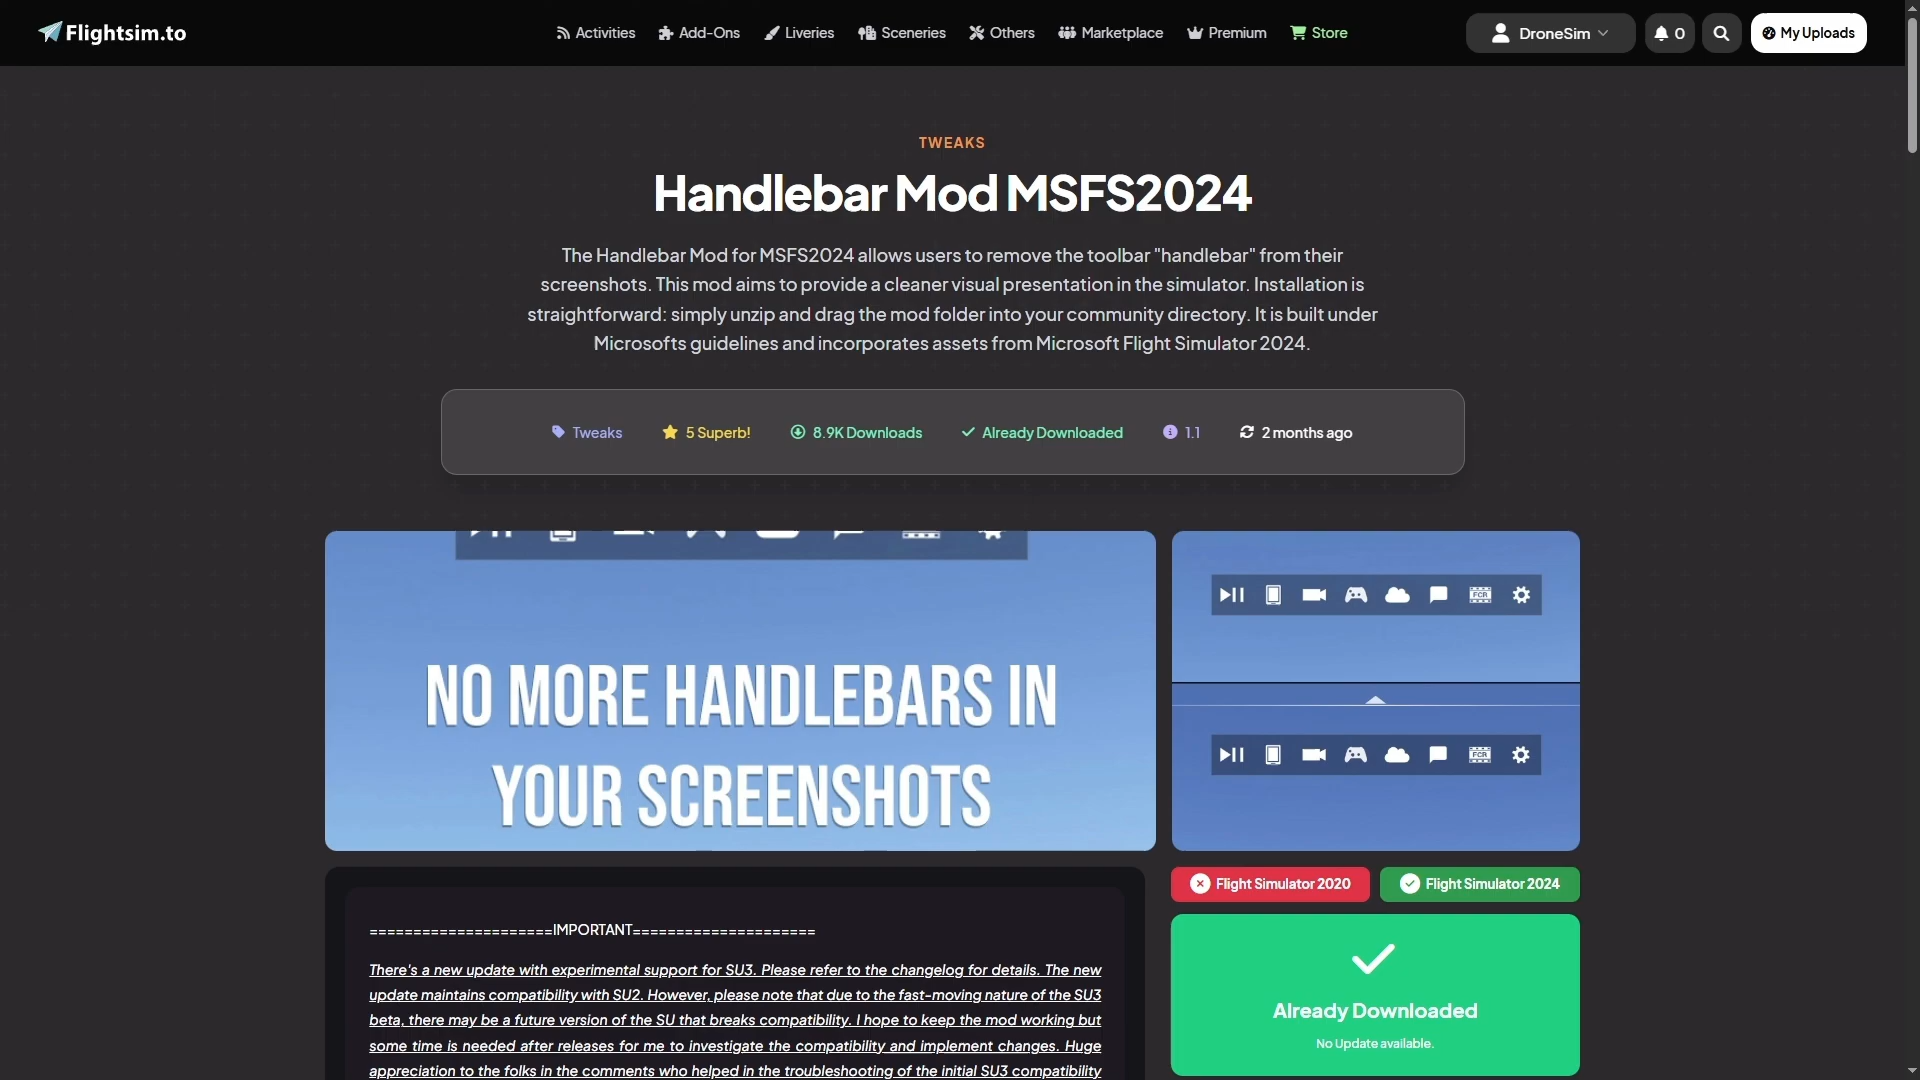 Flightsim.to
Activities
Add-Ons
Liveries
Sceneries
Others
Marketplace
Premium
Store
DroneSim
0
My Uploads
TWEAKS
Handlebar Mod MSFS2024
The Handlebar Mod for MSFS2024 allows users to remove the toolbar "handlebar" from their
screenshots. This mod aims to provide a cleaner visual presentation in the simulator. Installation is
straightforward: simply unzip and drag the mod folder into your community directory. It is built under
Microsofts guidelines and incorporates assets from Microsoft Flight Simulator 2024.
Tweaks
5 Superb!
8.9K Downloads
Already Downloaded
1.1
2 months ago
NO MORE HANDLEBARS IN
YOUR SCREENSHOTS
FCR
FCR
Flight Simulator 2020
Flight Simulator 2024
Already Downloaded
No Update available.
=====================IMPORTANT=====================
There's a new update with experimental support for SU3. Please refer to the changelog for details. The new
update maintains compatibility with SU2. However, please note that due to the fast-moving nature of the SU3
beta, there may be a future version of the SU that breaks compatibility. I hope to keep the mod working but
some time is needed after releases for me to investigate the compatibility and implement changes. Huge
appreciation to the folks in the comments who helped in the troubleshooting of the initial SU3 compatibility